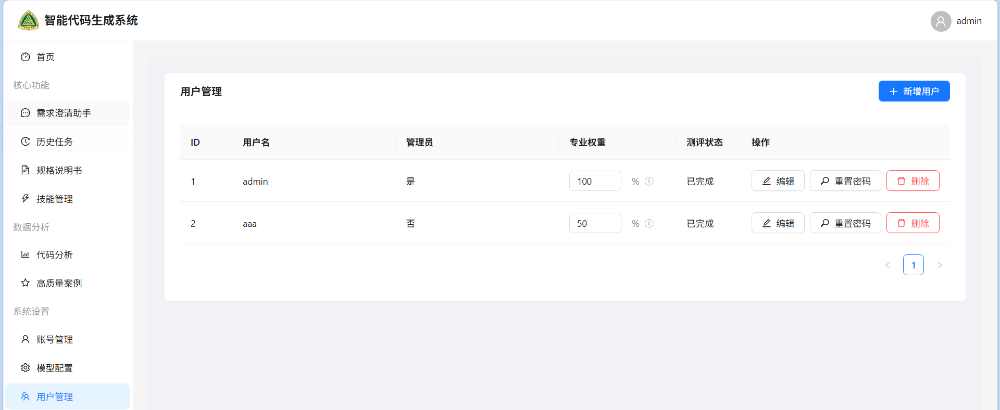 智能代码生成系统
admin
首页
核心功能
需求澄清助手
历史任务
规格说明书
技能管理
数据分析
代码分析
高质量案例
系统设置
账号管理
模型配置
用户管理
用户管理
新增用户
ID 用户名 管理员 专业权重 测评状态 操作
1 admin 是 100 % 已完成 编辑 重置密码 删除
2 aaa 否 50 % 已完成 编辑 重置密码 删除
< 1 >